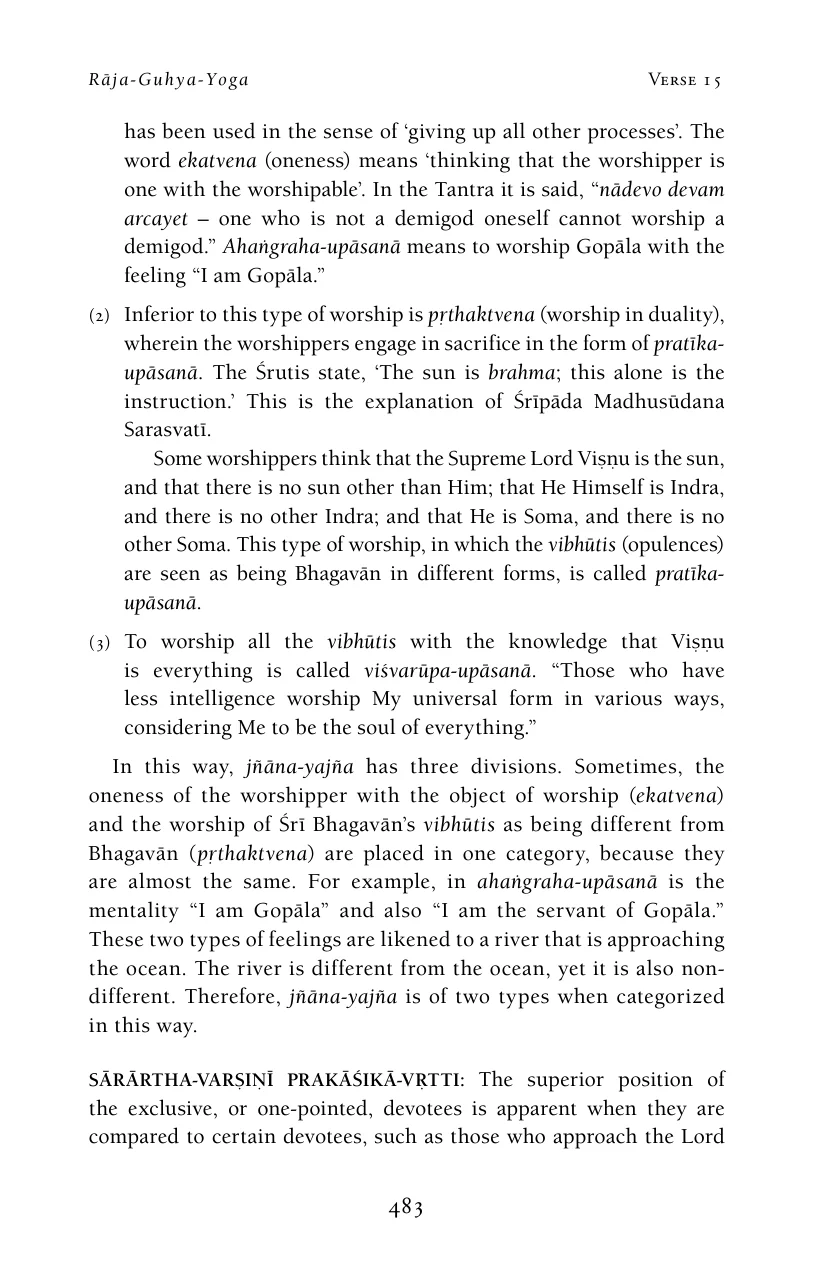 Rāja-Guhya-Yoga Verse 15
has been used in the sense of ‘giving up all other processes’. The
word ekatvena (oneness) means ‘thinking that the worshipper is
one with the worshipable’. In the Tantra it is said, “nādevo devam
arcayet – one who is not a demigod oneself cannot worship a
demigod.” Ahaṅgraha-upāsanā means to worship Gopāla with the
feeling “I am Gopāla.”
(2) Inferior to this type of worship is pṛthaktvena (worship in duality),
wherein the worshippers engage in sacrifice in the form of pratīka-
upāsanā. The Śrutis state, ‘The sun is brahma; this alone is the
instruction.’ This is the explanation of Śrīpāda Madhusūdana
Sarasvatī.
Some worshippers think that the Supreme Lord Viṣṇu is the sun,
and that there is no sun other than Him; that He Himself is Indra,
and there is no other Indra; and that He is Soma, and there is no
other Soma. This type of worship, in which the vibhūtis (opulences)
are seen as being Bhagavān in different forms, is called pratīka-
upāsanā.
(3) To worship all the vibhūtis with the knowledge that Viṣṇu
is everything is called viśvarūpa-upāsanā. “Those who have
less intelligence worship My universal form in various ways,
considering Me to be the soul of everything.”
In this way, jñāna-yajña has three divisions. Sometimes, the
oneness of the worshipper with the object of worship (ekatvena)
and the worship of Śrī Bhagavān’s vibhūtis as being different from
Bhagavān (pṛthaktvena) are placed in one category, because they
are almost the same. For example, in ahaṅgraha-upāsanā is the
mentality “I am Gopāla” and also “I am the servant of Gopāla.”
These two types of feelings are likened to a river that is approaching
the ocean. The river is different from the ocean, yet it is also non-
different. Therefore, jñāna-yajña is of two types when categorized
in this way.
SĀRĀRTHA-VARṢIṆĪ PRAKĀŚIKĀ-VṚTTI: The superior position of
the exclusive, or one-pointed, devotees is apparent when they are
compared to certain devotees, such as those who approach the Lord
483